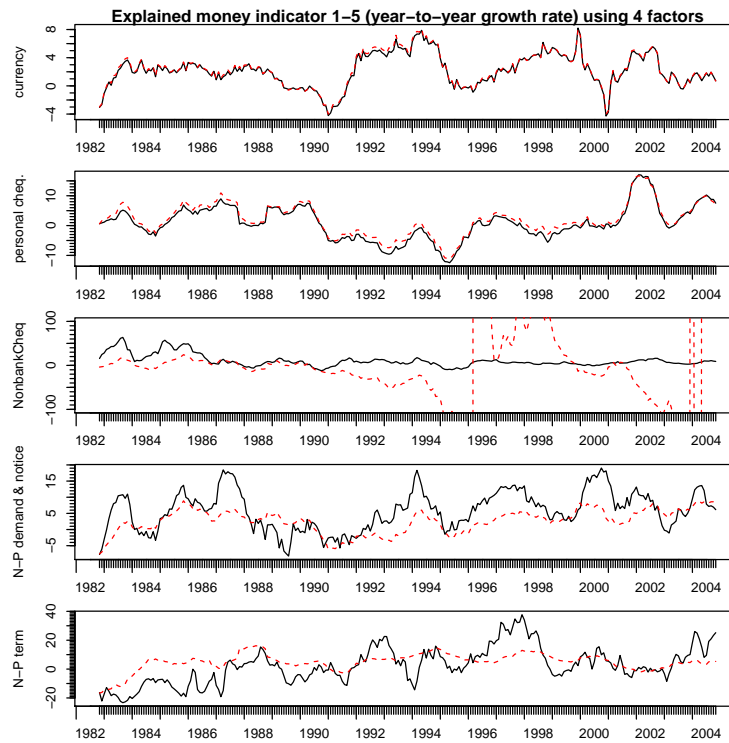 Explained money indicator 1−5 (year−to−year growth rate) using 4 factors
currency
8
4
0
−4
1982 1984 1986 1988 1990 1992 1994 1996 1998 2000 2002 2004
personal cheq.
10
0
−10
1982 1984 1986 1988 1990 1992 1994 1996 1998 2000 2002 2004
NonbankCheq
100
0
−100
1982 1984 1986 1988 1990 1992 1994 1996 1998 2000 2002 2004
N−P demand & notice
15
5
−5
1982 1984 1986 1988 1990 1992 1994 1996 1998 2000 2002 2004
N−P term
40
20
0
−20
1982 1984 1986 1988 1990 1992 1994 1996 1998 2000 2002 2004